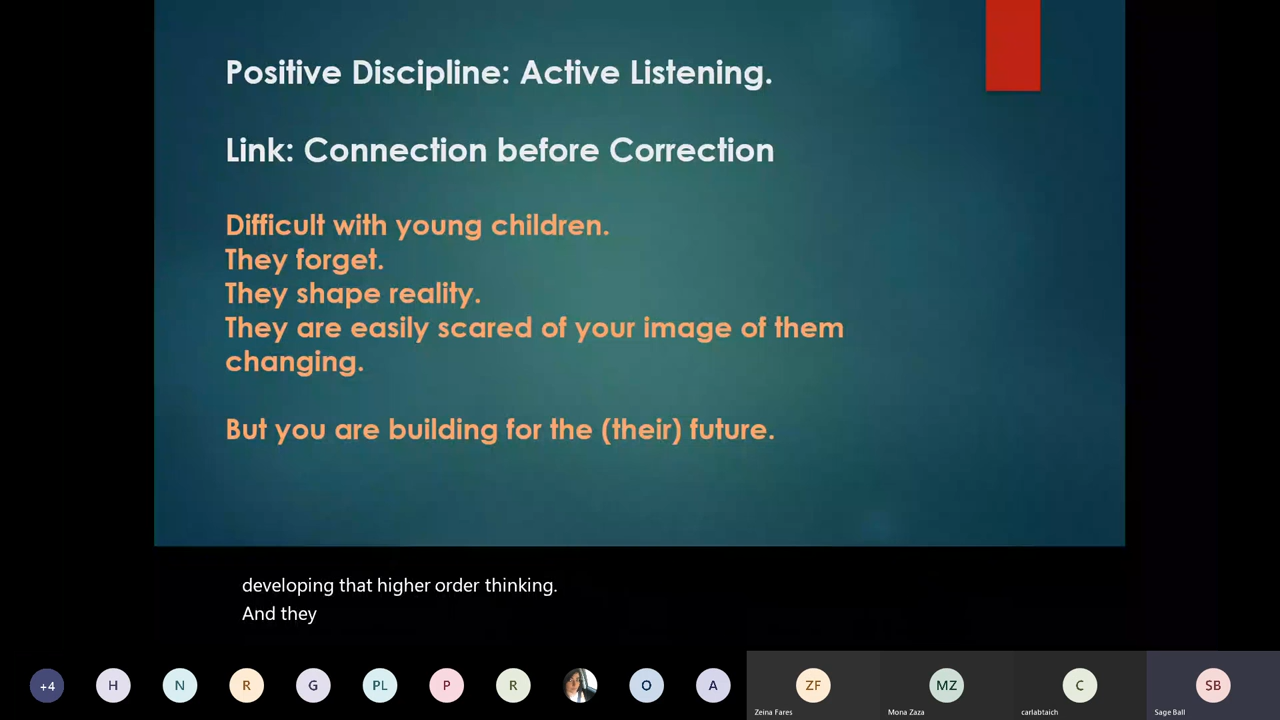 Positive Discipline: Active Listening.
Link: Connection before Correction
Difficult with young children.
They forget.
They shape reality.
They are easily scared of your image of them
changing.
But you are building for the (their) future.
developing that higher order thinking.
And they
+4
H
N
R
G
PL
P
R
O
A
ZF
MZ
C
SB
Zeina Fares
Mona Zaza
carlabtaich
Sage Ball